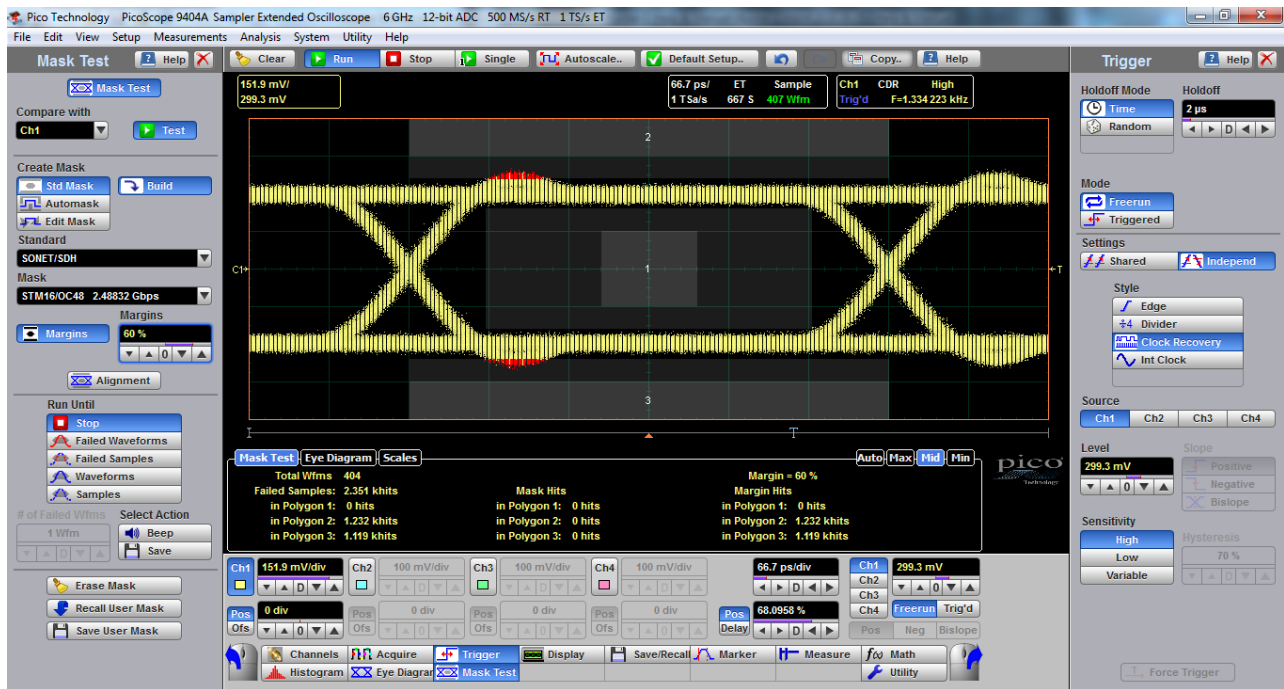 Pico Technology PicoScope 9404A Sampler Extended Oscilloscope 6 GHz 12-bit ADC 500 MS/s RT 1 TS/s ET
File Edit View Setup Measurements Analysis System Utility Help
Mask Test Help
Clear Run Stop Single Autoscale.. Default Setup.. Copy.. Help
Trigger Help
Mask Test
Compare with
Ch1 Test
Create Mask
Std Mask Build
Automask
Edit Mask
Standard
SONET/SDH
Mask
STM16/OC48 2.48832 Gbps
Margins
Margins 60 %
0
Alignment
Run Until
Stop
Failed Waveforms
Failed Samples
Waveforms
Samples
# of Failed Wfms Select Action
1 Wfm Beep
D Save
Erase Mask
Recall User Mask
Save User Mask
151.9 mV/
299.3 mV
66.7 ps/ ET Sample
1 TSa/s 667 S 407 Wfm
Ch1 CDR High
Trig'd F=1.334 223 kHz
2
C1 1 T
3
T
Mask Test Eye Diagram Scales Auto Max Mid Min
Total Wfms 404 Margin = 60 %
Failed Samples: 2.351 khits Mask Hits Margin Hits
in Polygon 1: 0 hits in Polygon 1: 0 hits in Polygon 1: 0 hits
in Polygon 2: 1.232 khits in Polygon 2: 0 hits in Polygon 2: 1.232 khits
in Polygon 3: 1.119 khits in Polygon 3: 0 hits in Polygon 3: 1.119 khits
pico
Technology
Ch1 151.9 mV/div Ch2 100 mV/div Ch3 100 mV/div Ch4 100 mV/div 66.7 ps/div Ch1 299.3 mV
D D D D D Ch2 0
Ch3
Pos 0 div Pos 0 div Pos 0 div Pos 0 div Pos 68.0958 % Ch4 Freerun Trig'd
Ofs 0 Ofs 0 Ofs 0 Ofs 0 Delay D Pos Neg Bislope
Channels Acquire Trigger Display Save/Recall Marker Measure f(x) Math
Histogram Eye Diagrar Mask Test Utility
Holdoff Mode Holdoff
Time 2 µs
Random D
Mode
Freerun
Triggered
Settings
Shared Independ
Style
Edge
÷4 Divider
Clock Recovery
Int Clock
Source
Ch1 Ch2 Ch3 Ch4
Level Slope
299.3 mV Positive
0 Negative
Bislope
Sensitivity
High Hysteresis
Low 70 %
Variable D
Force Trigger